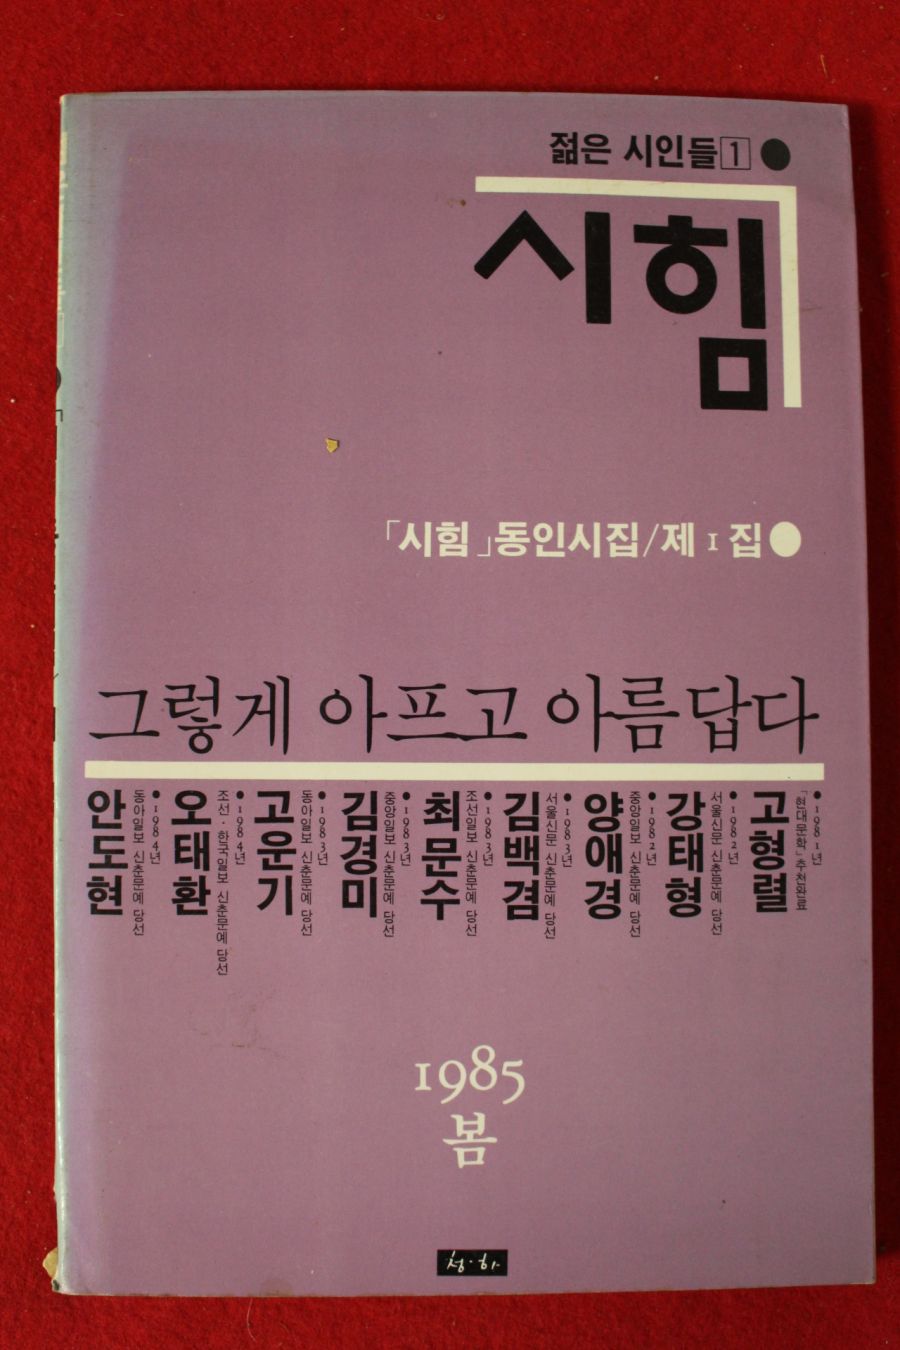 젊은 시인들 1 ●
시힘
「시힘」동인시집/제 I 집●
그렇게 아프고 아름답다
●1981년
「현대문학」추천완료
고형렬
●1982년
서울신문 신춘문예 당선
강태형
●1982년
중앙일보 신춘문예 당선
양애경
●1983년
서울신문 신춘문예 당선
김백겸
●1983년
조선일보 신춘문예 당선
최문수
●1983년
중앙일보 신춘문예 당선
김경미
●1983년
동아일보 신춘문예 당선
고운기
●1984년
조선·한국일보 신춘문예 당선
오태환
●1984년
동아일보 신춘문예 당선
안도현
1985
봄
청·하